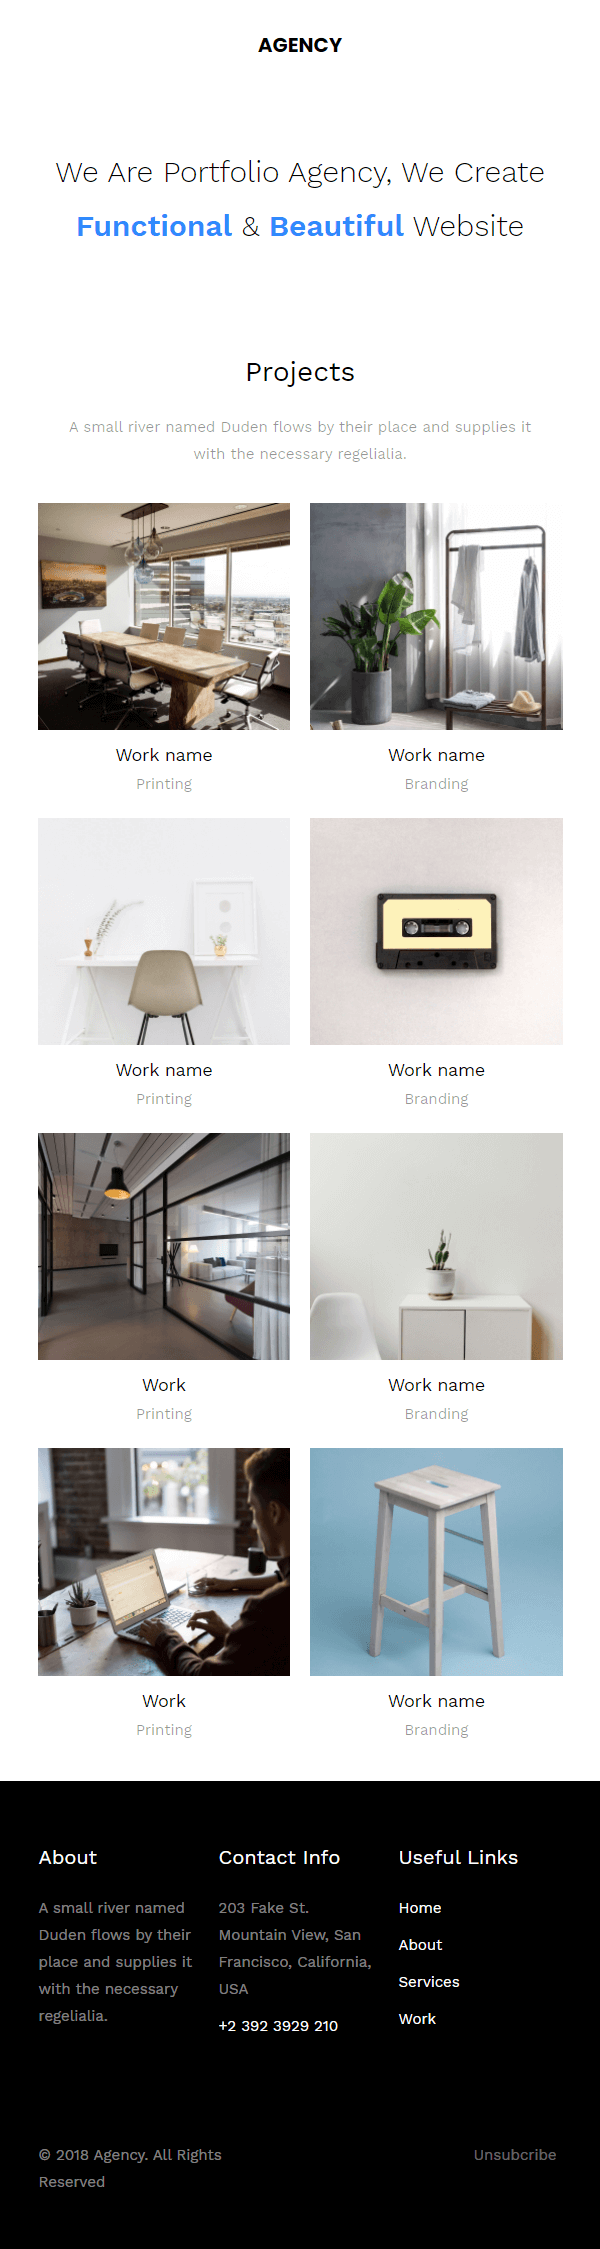 AGENCY
We Are Portfolio Agency, We Create
Functional & Beautiful Website
Projects
A small river named Duden flows by their place and supplies it
with the necessary regelialia.
Work name
Printing
Work name
Branding
Work name
Printing
Work name
Branding
Work
Printing
Work name
Branding
Work
Printing
Work name
Branding
About
A small river named
Duden flows by their
place and supplies it
with the necessary
regelialia.
Contact Info
203 Fake St.
Mountain View, San
Francisco, California,
USA
+2 392 3929 210
Useful Links
Home
About
Services
Work
© 2018 Agency. All Rights
Reserved
Unsubcribe